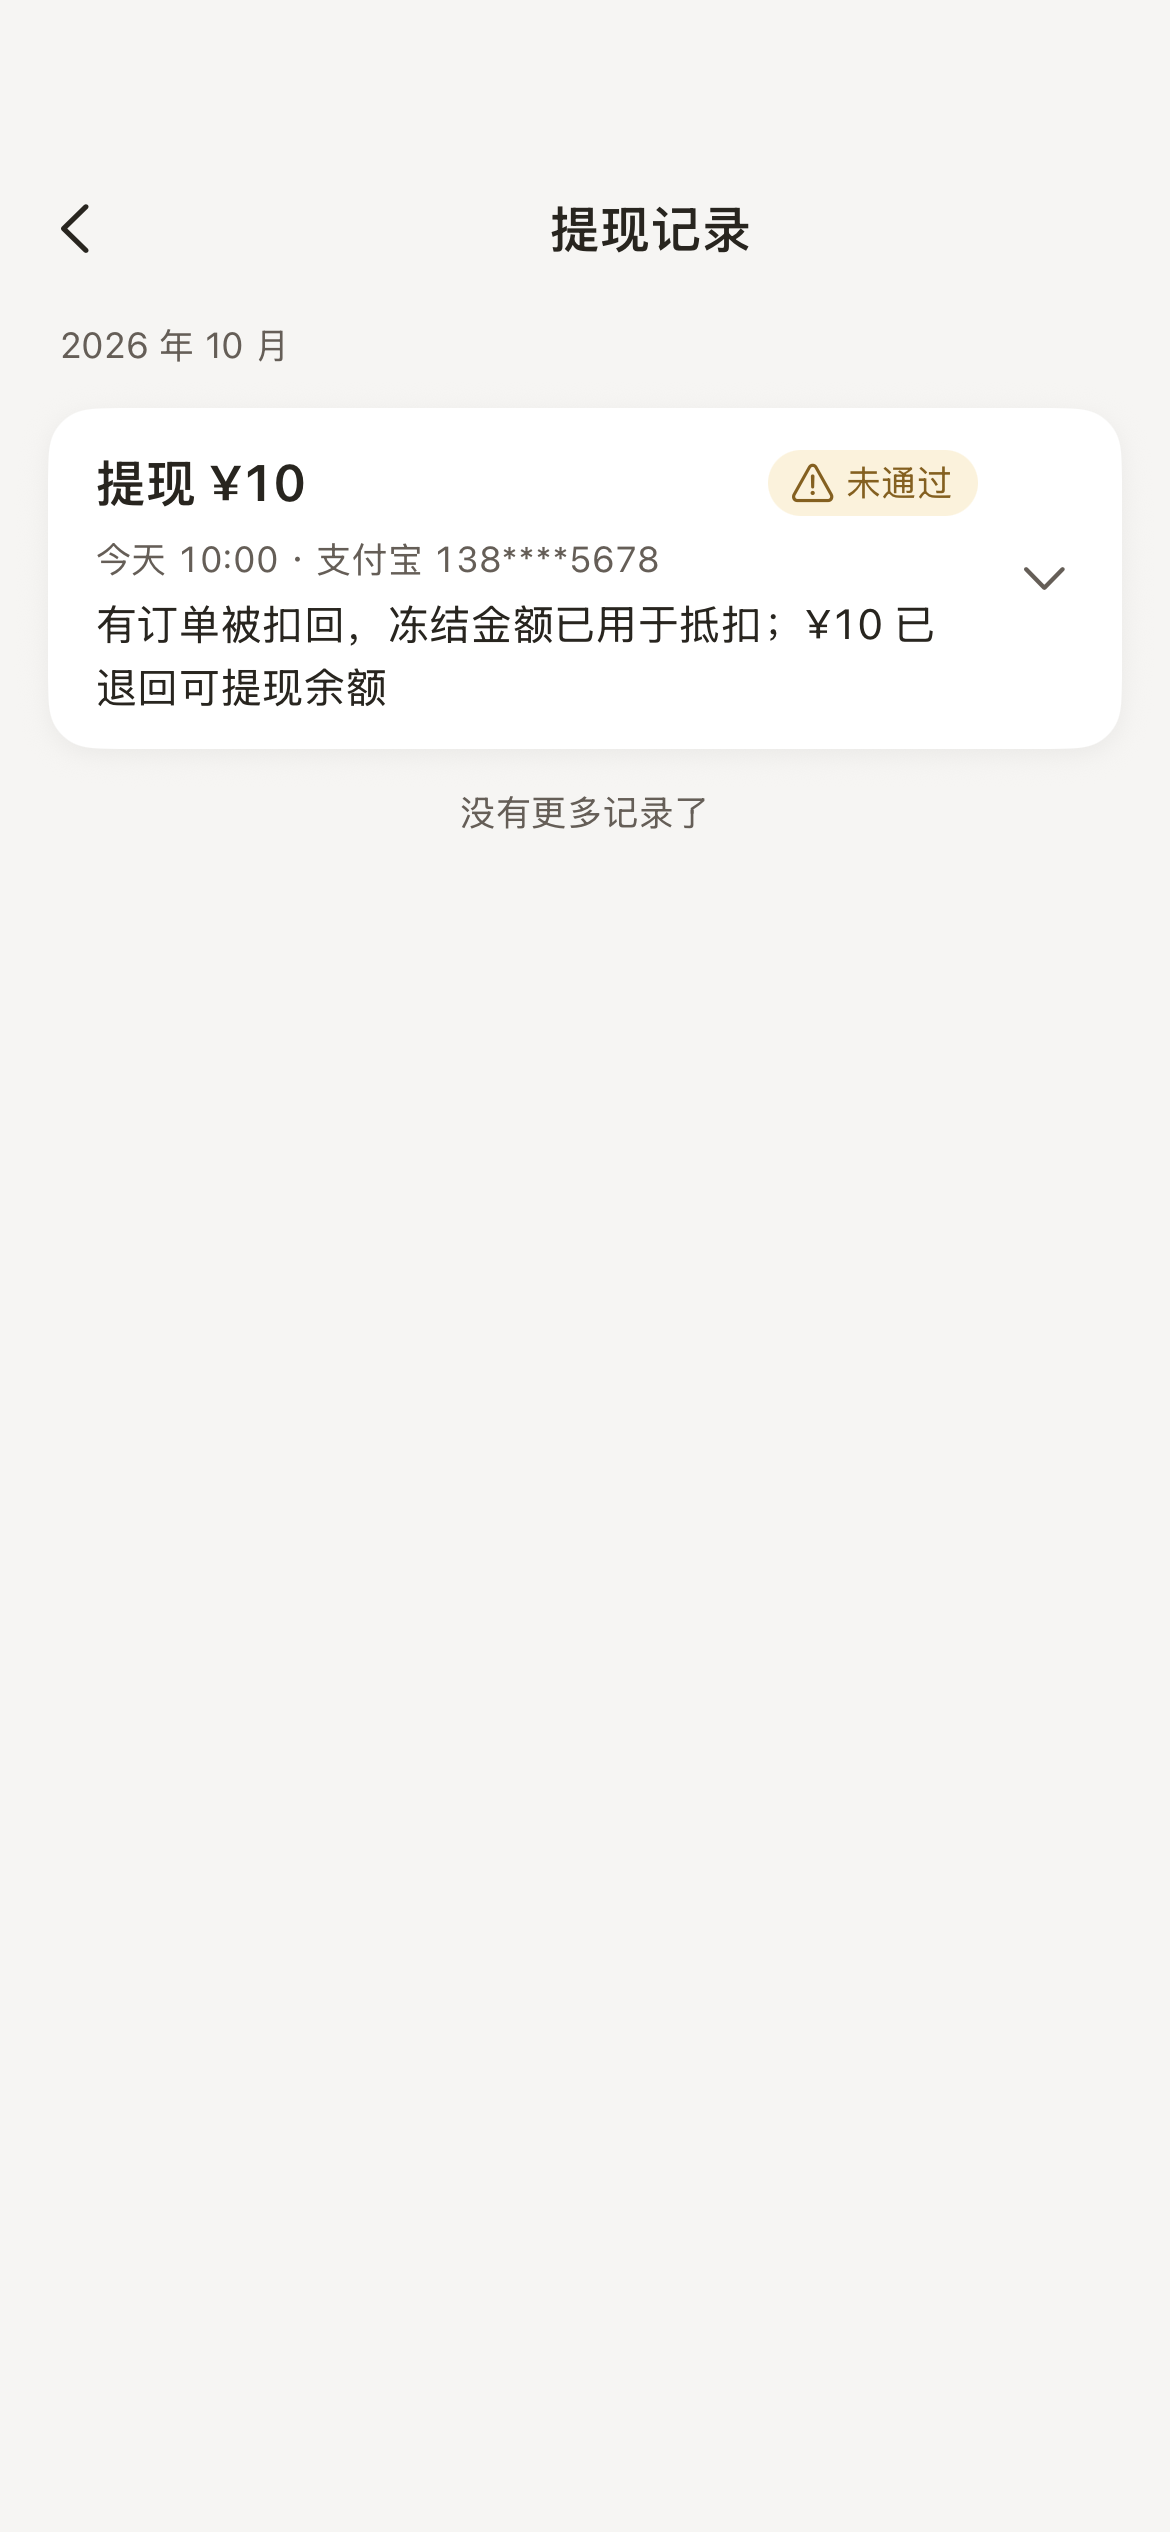 提现记录
2026 年 10 月
提现 ¥10
未通过
今天 10:00 · 支付宝 138****5678
有订单被扣回，冻结金额已用于抵扣；¥10 已
退回可提现余额
没有更多记录了